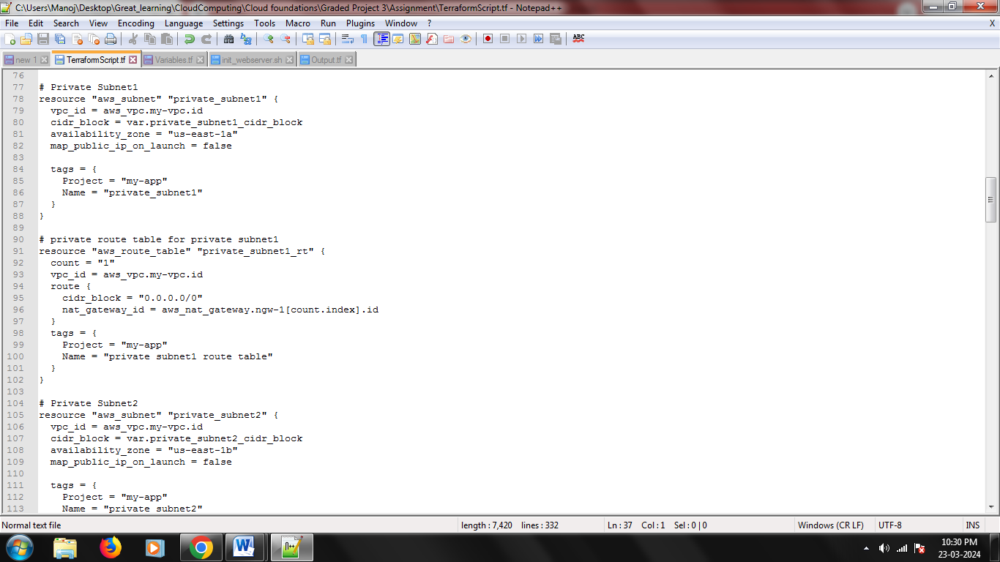 C:\Users\Manoj\Desktop\Great_learning\CloudComputing\Cloud foundations\Graded Project 3\Assignment\TerraformScript.tf - Notepad++
File Edit Search View Encoding Language Settings Tools Macro Run Plugins Window ? X
new 1 TerraformScript.tf Variables.tf init_webserver.sh Output.tf
76
77 # Private Subnet1
78 resource "aws_subnet" "private_subnet1" {
79   vpc_id = aws_vpc.my-vpc.id
80   cidr_block = var.private_subnet1_cidr_block
81   availability_zone = "us-east-1a"
82   map_public_ip_on_launch = false
83
84   tags = {
85     Project = "my-app"
86     Name = "private_subnet1"
87   }
88 }
89
90 # private route table for private subnet1
91 resource "aws_route_table" "private_subnet1_rt" {
92   count = "1"
93   vpc_id = aws_vpc.my-vpc.id
94   route {
95     cidr_block = "0.0.0.0/0"
96     nat_gateway_id = aws_nat_gateway.ngw-1[count.index].id
97   }
98   tags = {
99     Project = "my-app"
100     Name = "private subnet1 route table"
101   }
102 }
103
104 # Private Subnet2
105 resource "aws_subnet" "private_subnet2" {
106   vpc_id = aws_vpc.my-vpc.id
107   cidr_block = var.private_subnet2_cidr_block
108   availability_zone = "us-east-1b"
109   map_public_ip_on_launch = false
110
111   tags = {
112     Project = "my-app"
113     Name = "private subnet2"
Normal text file length : 7,420 lines : 332 Ln : 37 Col : 1 Sel : 0 | 0 Windows (CR LF) UTF-8 INS
10:30 PM
23-03-2024